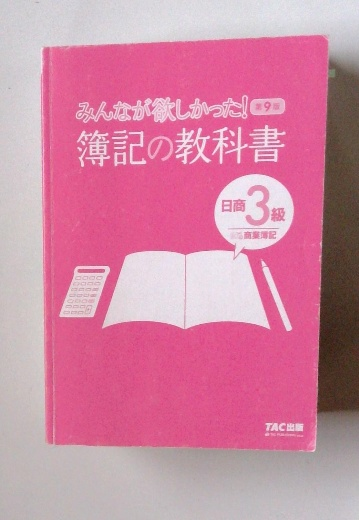 みんなが欲しかった!
第9版
簿記の教科書
日商3級
商業簿記
TAC出版